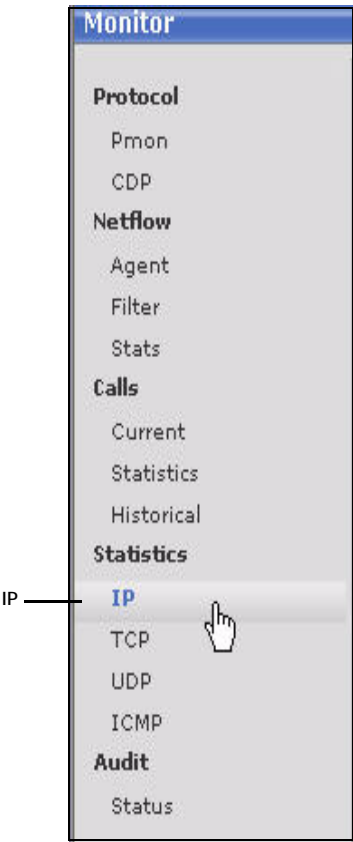 Monitor
Protocol
Pmon
CDP
Netflow
Agent
Filter
Stats
Calls
Current
Statistics
Historical
Statistics
IP IP
TCP
UDP
ICMP
Audit
Status